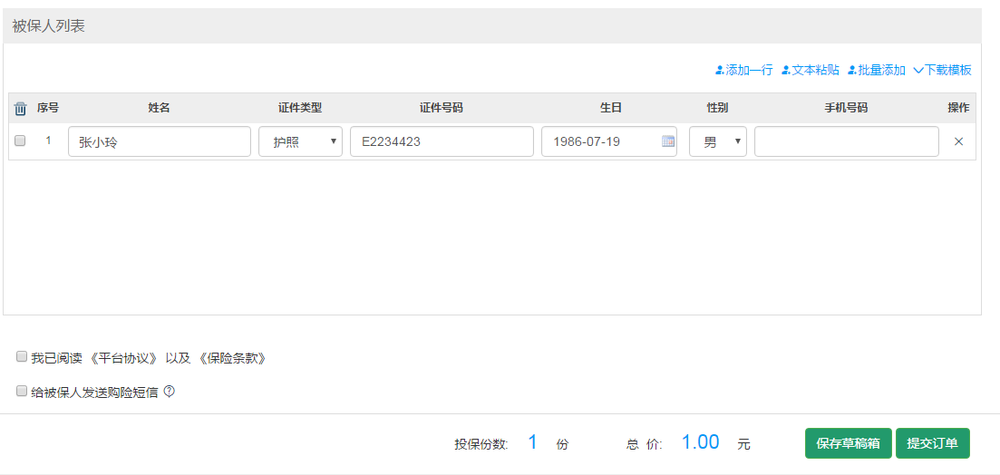 被保人列表
添加一行 文本粘贴 批量添加 下载模板
序号 姓名 证件类型 证件号码 生日 性别 手机号码 操作
1 张小玲 护照 E2234423 1986-07-19 男
我已阅读 《平台协议》 以及 《保险条款》
给被保人发送购险短信
投保份数: 1 份 总 价: 1.00 元 保存草稿箱 提交订单